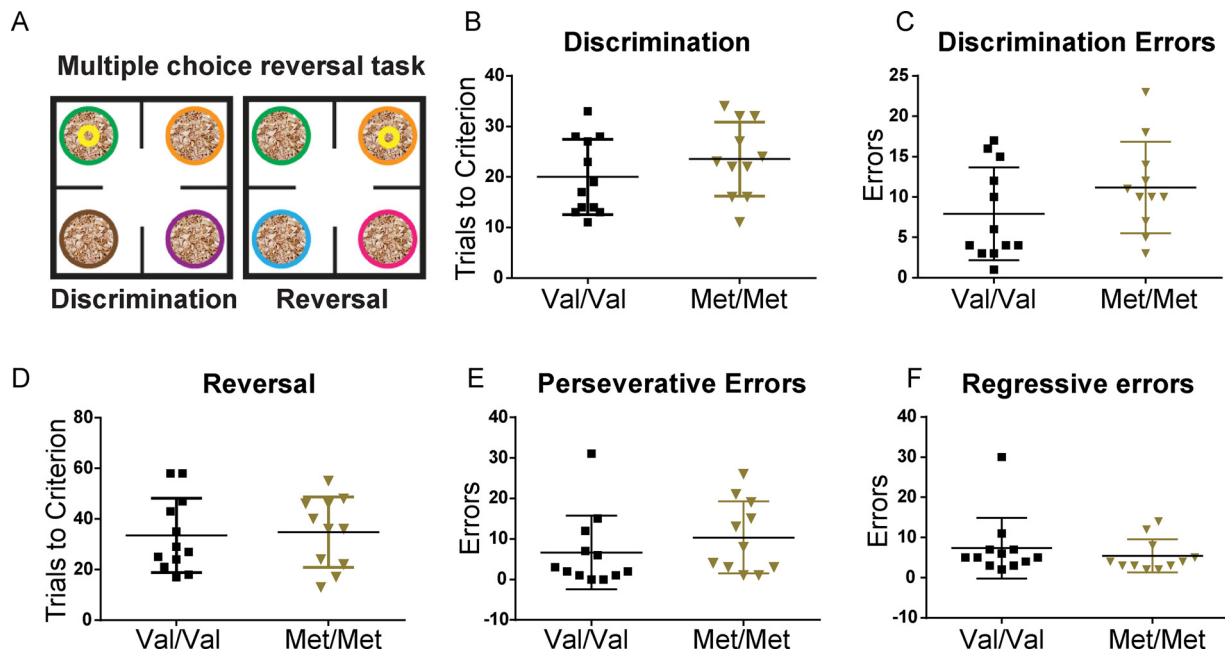 A
Multiple choice reversal task
Discrimination
Reversal
B
Discrimination
Trials to Criterion
40
30
20
10
0
Val/Val
Met/Met
C
Discrimination Errors
Errors
25
20
15
10
5
0
Val/Val
Met/Met
D
Reversal
Trials to Criterion
80
60
40
20
0
Val/Val
Met/Met
E
Perseverative Errors
Errors
40
30
20
10
0
-10
Val/Val
Met/Met
F
Regressive errors
Errors
40
30
20
10
0
-10
Val/Val
Met/Met